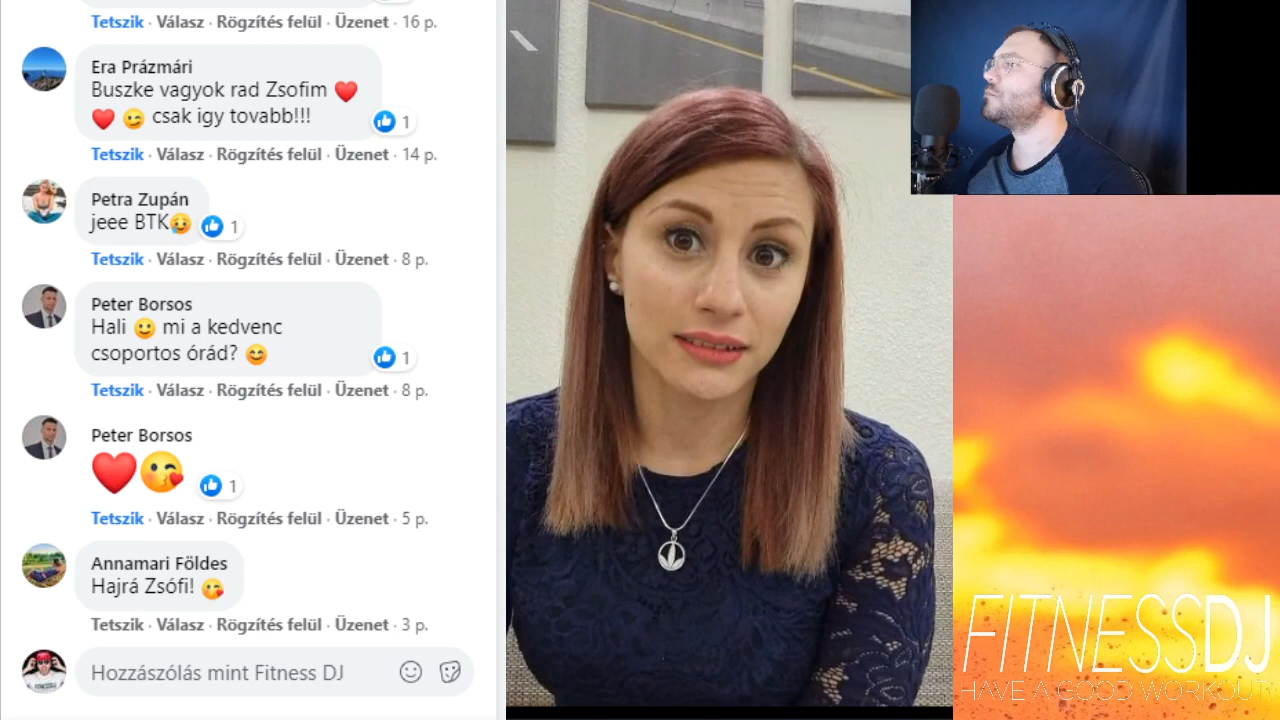 Tetszik · Válasz · Rögzítés felül · Üzenet · 16 p.
Era Prázmári
Buszke vagyok rad Zsofim ❤️
❤️ 😉 csak igy tovabb!!!
1
Tetszik · Válasz · Rögzítés felül · Üzenet · 14 p.
Petra Zupán
jeee BTK😥
1
Tetszik · Válasz · Rögzítés felül · Üzenet · 8 p.
Peter Borsos
Hali 🙂 mi a kedvenc
csoportos órád? 😊
1
Tetszik · Válasz · Rögzítés felül · Üzenet · 8 p.
Peter Borsos
❤️😘
1
Tetszik · Válasz · Rögzítés felül · Üzenet · 5 p.
Annamari Földes
Hajrá Zsófi! 😘
Tetszik · Válasz · Rögzítés felül · Üzenet · 3 p.
Hozzászólás mint Fitness DJ
FITNESSDJ
HAVE A GOOD WORKOUT